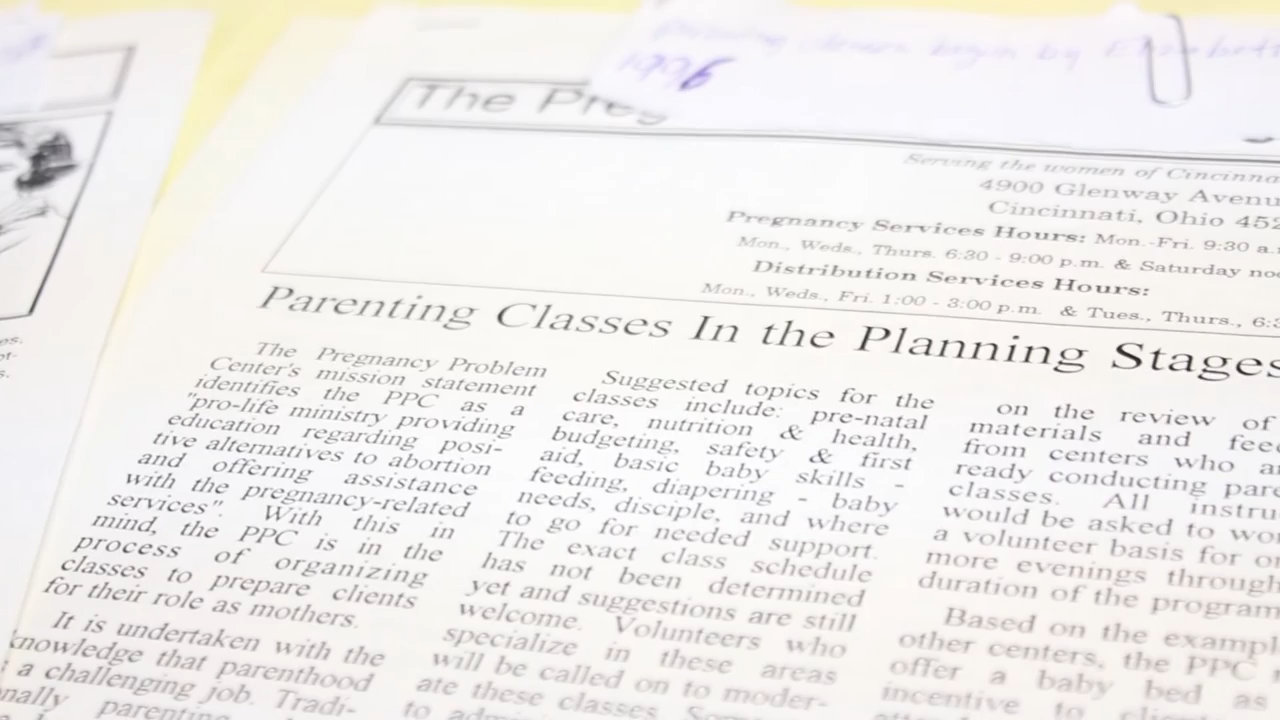 begin by
1996
The Preg
Serving the women of Cincinna
4900 Glenway Avenu
Cincinnati, Ohio 452
Pregnancy Services Hours: Mon.-Fri. 9:30 a.
Mon., Weds., Thurs. 6:30 - 9:00 p.m. & Saturday noo
Distribution Services Hours:
Mon., Weds., Fri. 1:00 - 3:00 p.m. & Tues., Thurs., 6:
Parenting Classes In the Planning Stages
The Pregnancy Problem
Center's mission statement
identifies the PPC as a
"pro-life ministry providing
education regarding posi-
tive alternatives to abortion
and offering assistance
with the pregnancy-related
services". With this in
mind, the PPC is in the
process of organizing
classes to prepare clients
for their role as mothers.
It is undertaken with the
knowledge that parenthood
a challenging job. Tradi-
nally parenting
Suggested topics for the
classes include: pre-natal
care, nutrition & health,
budgeting, safety & first
aid, basic baby skills -
feeding, diapering - baby
needs, disciple, and where
to go for needed support.
The exact class schedule
has not been determined
yet and suggestions are still
welcome. Volunteers who
specialize in these areas
will be called on to moder-
ate these classes.
on the review of
materials and fee
from centers who a
ready conducting pare
classes. All instru
would be asked to wo
a volunteer basis for o
more evenings through
duration of the program
Based on the exampl
other centers, the PPC
offer a baby bed as
incentive to